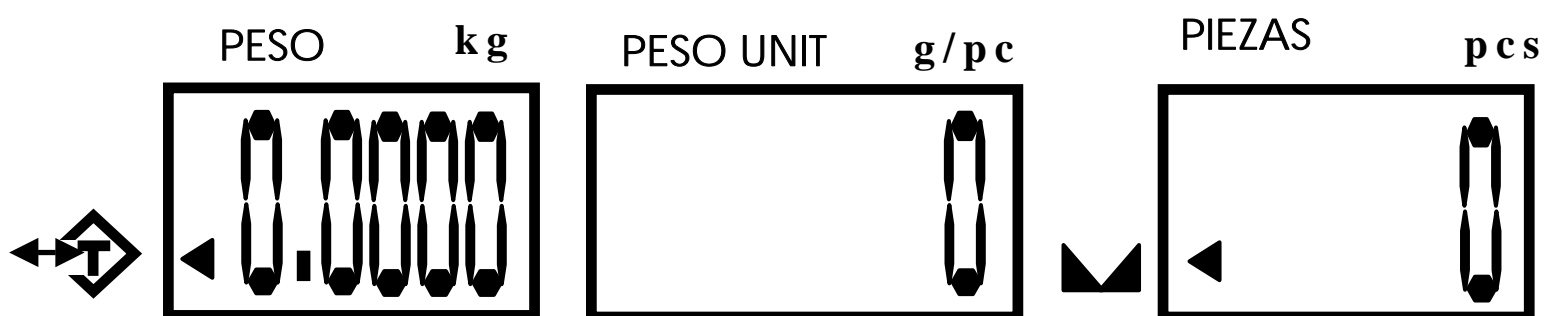 PESO kg PESO UNIT g/pc PIEZAS pcs
T 0.0000 0 0